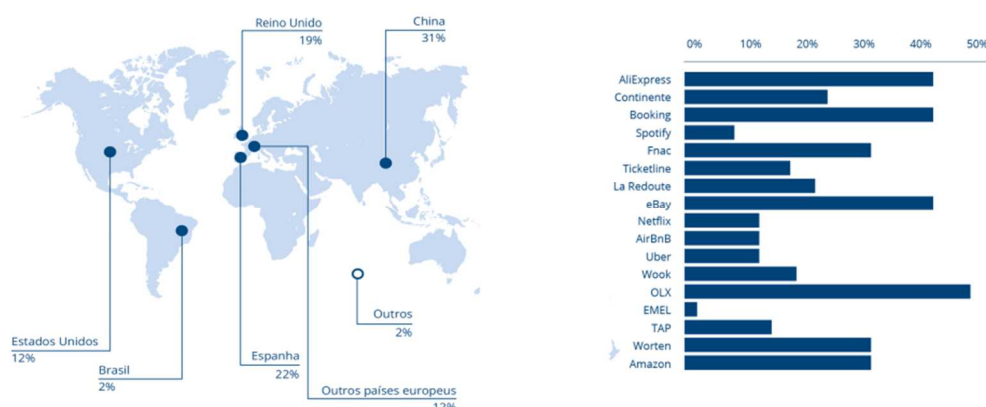 Reino Unido
19%
China
31%
Estados Unidos
12%
Brasil
2%
Espanha
22%
Outros
2%
Outros países europeus
12%
0%
10%
20%
30%
40%
50%
AliExpress
Continente
Booking
Spotify
Fnac
Ticketline
La Redoute
eBay
Netflix
AirBnB
Uber
Wook
OLX
EMEL
TAP
Worten
Amazon